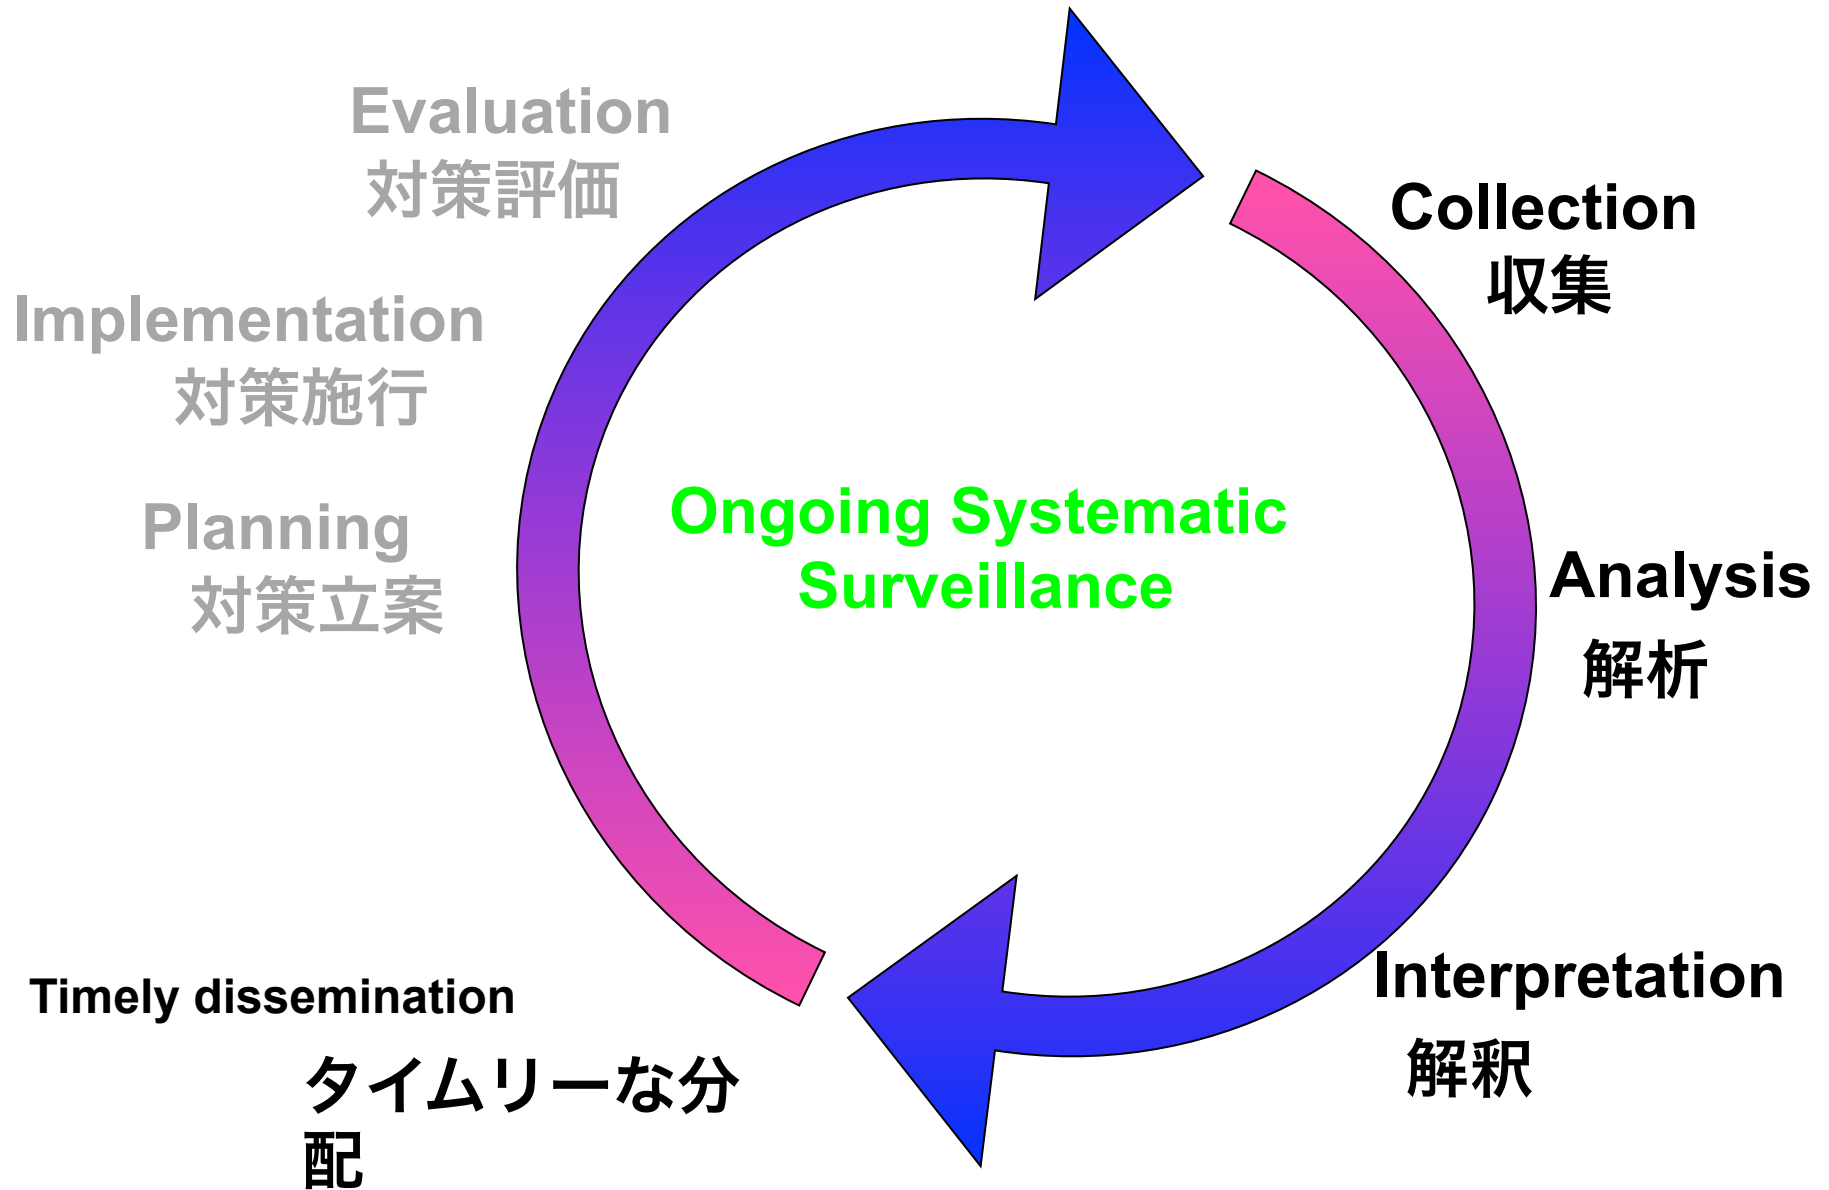 Evaluation
対策評価
Implementation
対策施行
Planning
対策立案
Ongoing Systematic
Surveillance
Collection
収集
Analysis
解析
Interpretation
解釈
Timely dissemination
タイムリーな分
配